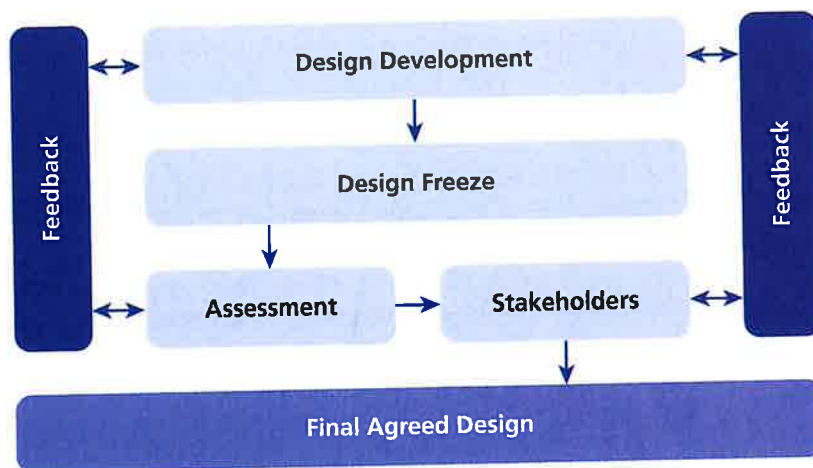 Design Development
Feedback
Feedback
Design Freeze
Assessment
Stakeholders
Final Agreed Design